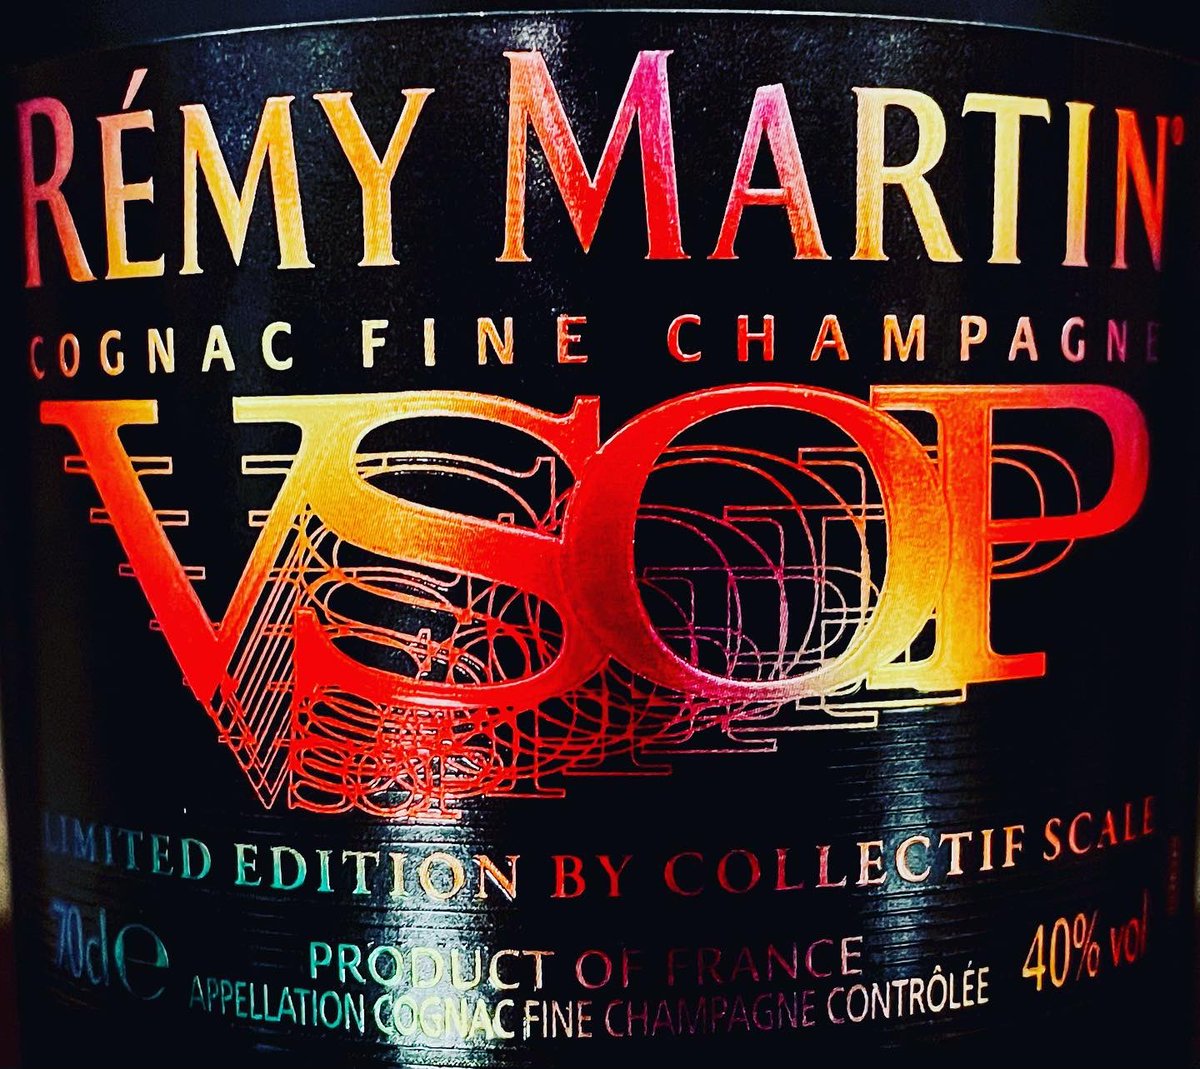 RÉMY MARTIN®
COGNAC FINE CHAMPAGNE
VSOP
LIMITED EDITION BY COLLECTIF SCALE
70cl e
PRODUCT OF FRANCE
40% vol
APPELLATION COGNAC FINE CHAMPAGNE CONTRÔLÉE